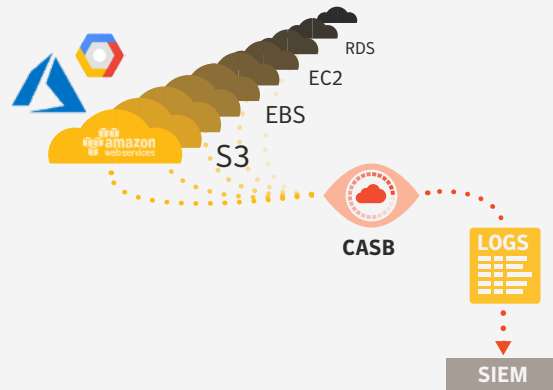 RDS
EC2
EBS
amazon
webservices
S3
CASB
LOGS
SIEM